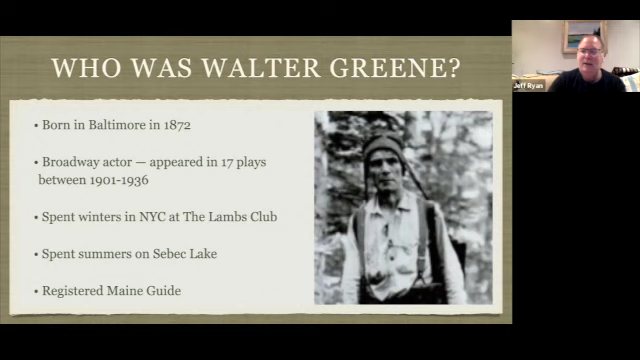 WHO WAS WALTER GREENE?
• Born in Baltimore in 1872
• Broadway actor — appeared in 17 plays
between 1901-1936
• Spent winters in NYC at The Lambs Club
• Spent summers on Sebec Lake
• Registered Maine Guide
Jeff Ryan